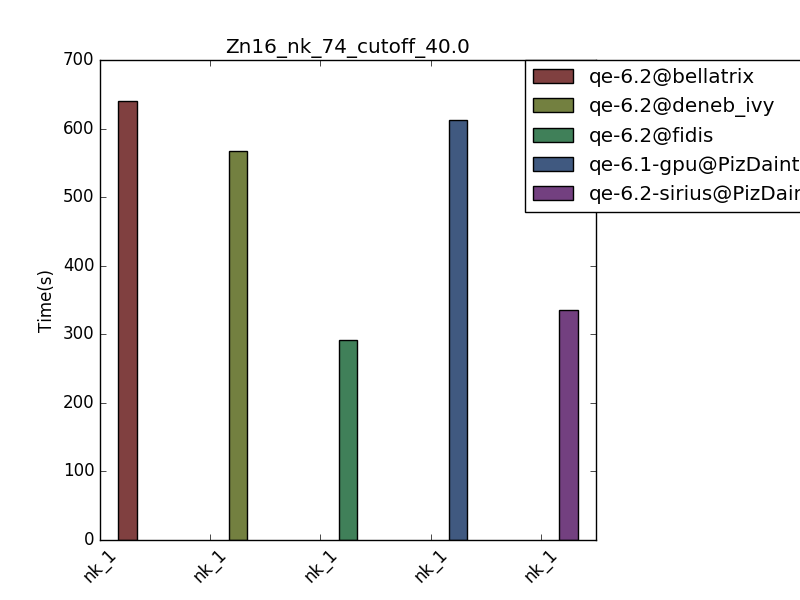 Zn16_nk_74_cutoff_40.0
700
600
500
400
300
200
100
0
Time(s)
nk_1
nk_1
nk_1
nk_1
nk_1
qe-6.2@bellatrix
qe-6.2@deneb_ivy
qe-6.2@fidis
qe-6.1-gpu@PizDaint
qe-6.2-sirius@PizDain